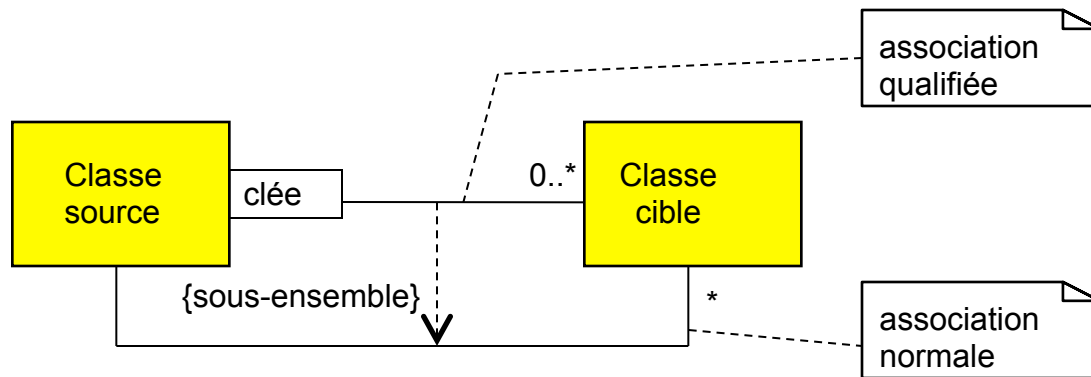 association
qualifiée
Classe
source
clée
0..*
Classe
cible
{sous-ensemble}
*
association
normale